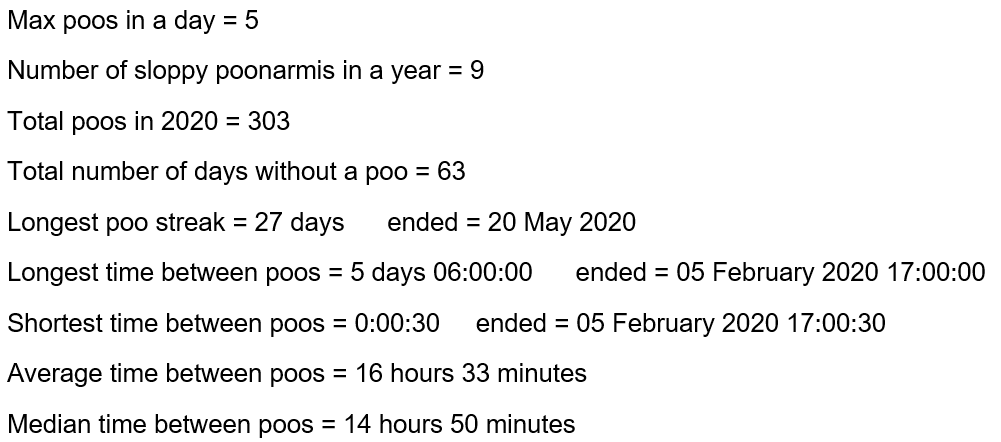 Max poos in a day = 5
Number of sloppy poonarmis in a year = 9
Total poos in 2020 = 303
Total number of days without a poo = 63
Longest poo streak = 27 days ended = 20 May 2020
Longest time between poos = 5 days 06:00:00 ended = 05 February 2020 17:00:00
Shortest time between poos = 0:00:30 ended = 05 February 2020 17:00:30
Average time between poos = 16 hours 33 minutes
Median time between poos = 14 hours 50 minutes